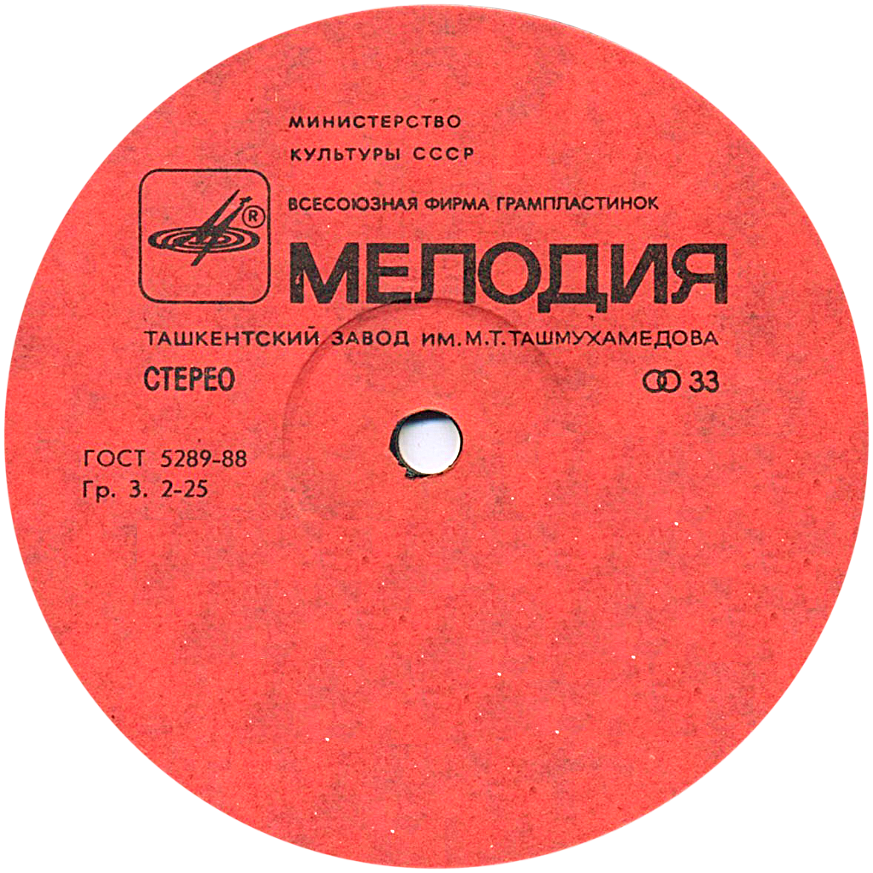 МИНИСТЕРСТВО
КУЛЬТУРЫ СССР
ВСЕСОЮЗНАЯ ФИРМА ГРАМПЛАСТИНОК
®
МЕЛОДИЯ
ТАШКЕНТСКИЙ ЗАВОД ИМ. М. Т. ТАШМУХАМЕДОВА
СТЕРЕО 33
ГОСТ 5289-88
Гр. 3. 2-25